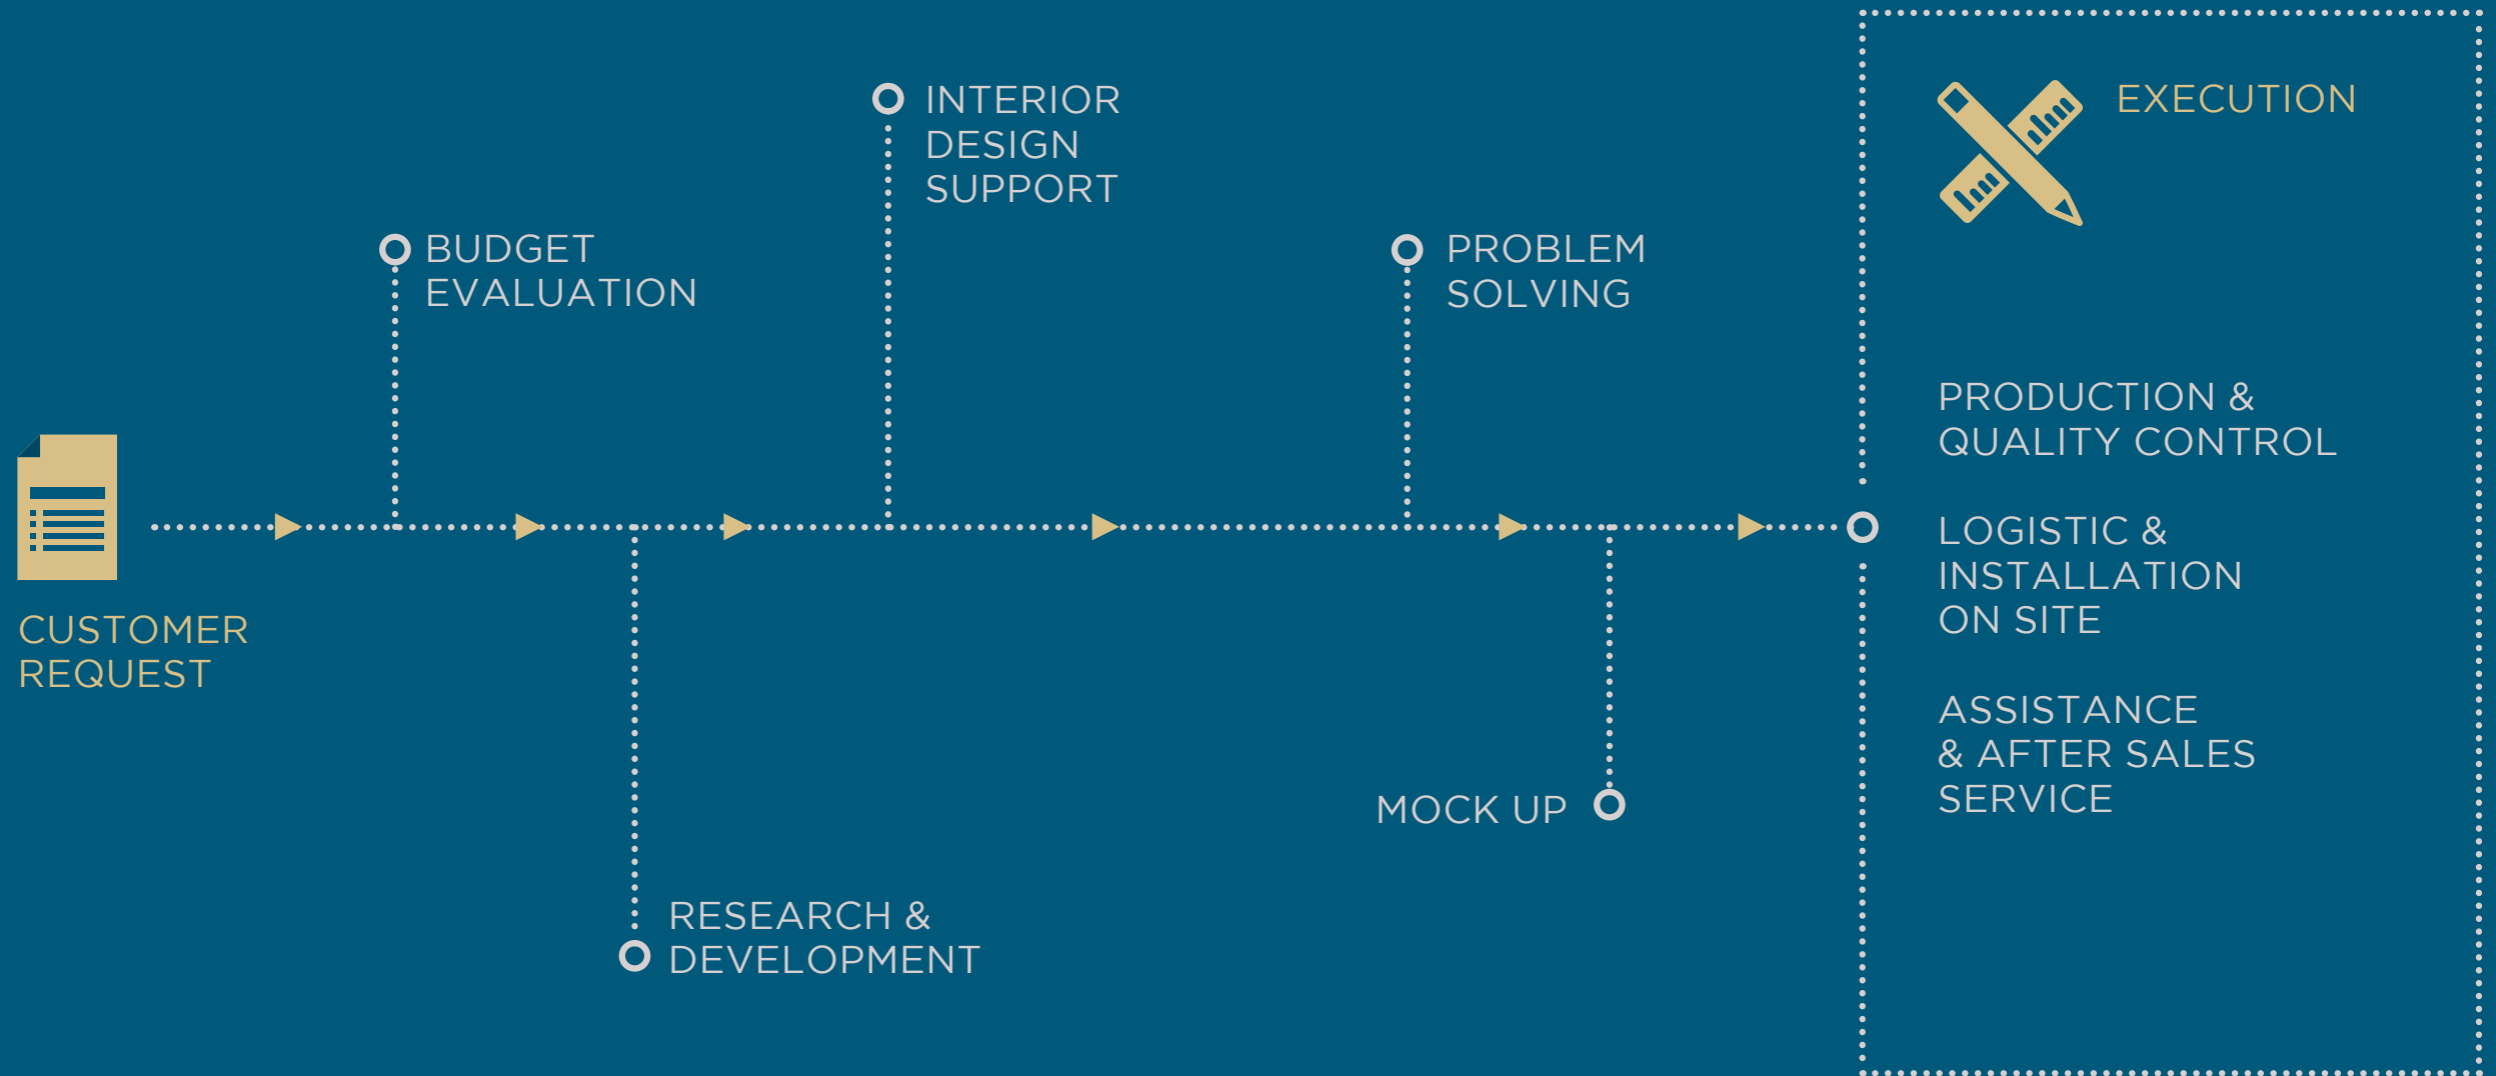 CUSTOMER
REQUEST
BUDGET
EVALUATION
RESEARCH &
DEVELOPMENT
INTERIOR
DESIGN
SUPPORT
PROBLEM
SOLVING
MOCK UP
EXECUTION
PRODUCTION &
QUALITY CONTROL
LOGISTIC &
INSTALLATION
ON SITE
ASSISTANCE
& AFTER SALES
SERVICE